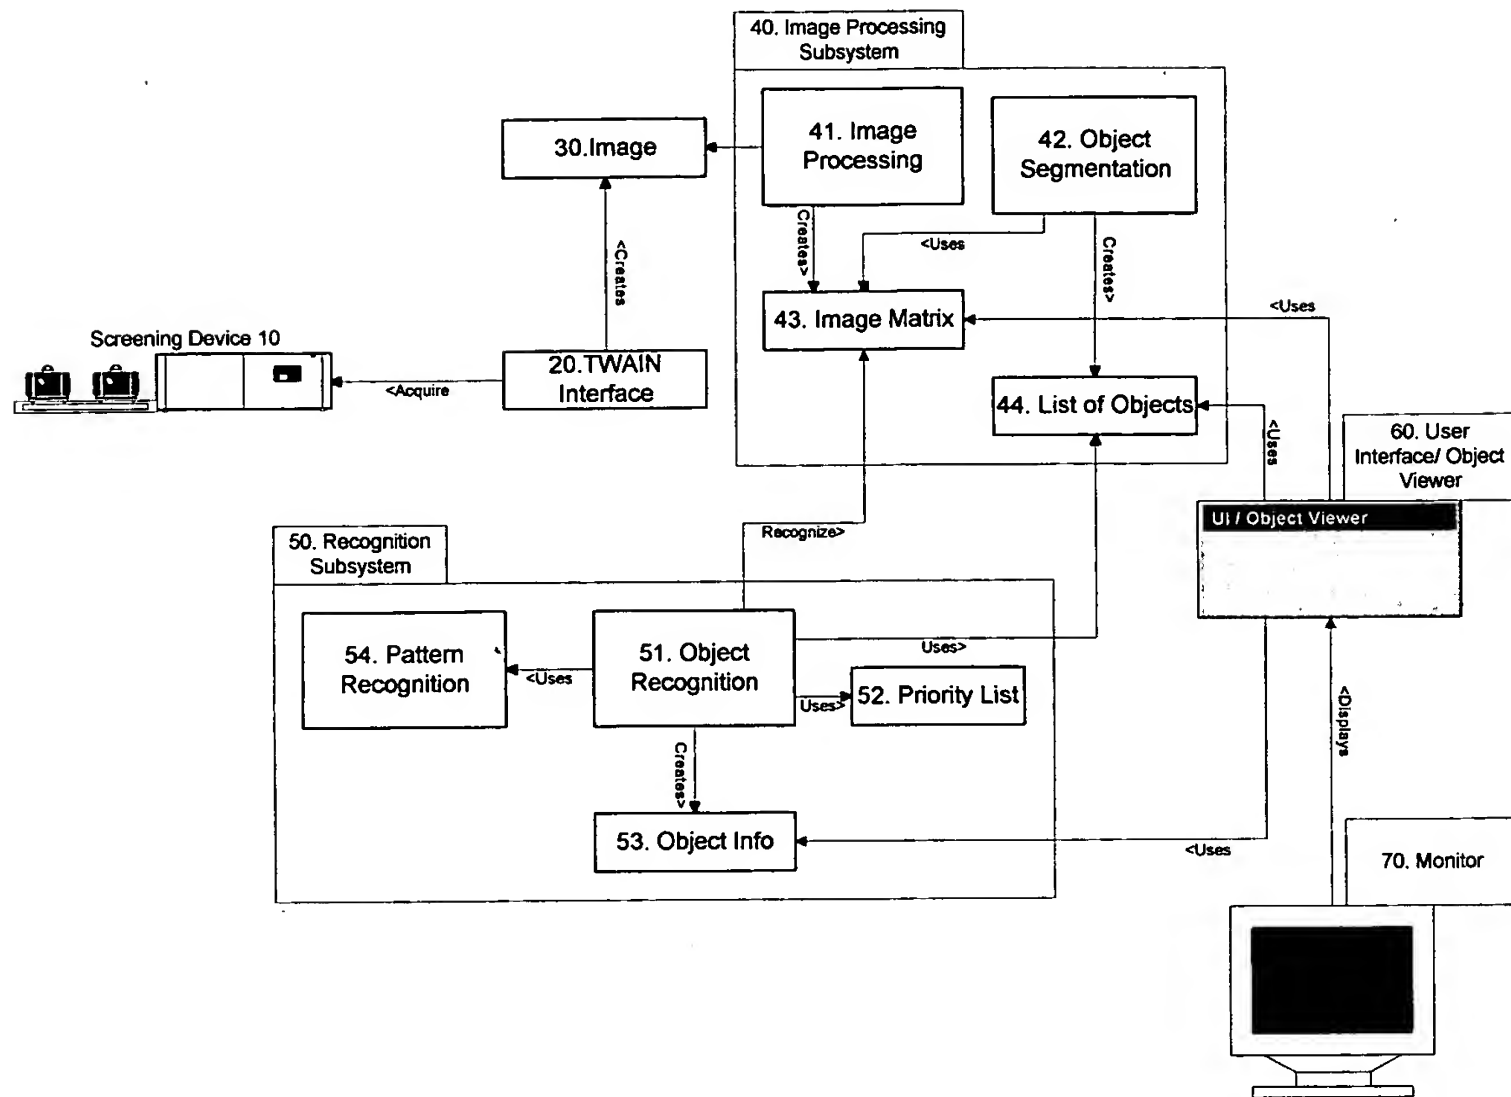 40. Image Processing
Subsystem
41. Image
Processing
42. Object
Segmentation
30.Image
Creates>
<Uses
Creates>
<Creates
43. Image Matrix
<Uses
Screening Device 10
20.TWAIN
Interface
<Acquire
44. List of Objects
<Uses
60. User
Interface/ Object
Viewer
UI / Object Viewer
50. Recognition
Subsystem
Recognize>
54. Pattern
Recognition
<Uses
51. Object
Recognition
Uses>
Uses>
52. Priority List
<Displays
Creates>
53. Object Info
<Uses
70. Monitor